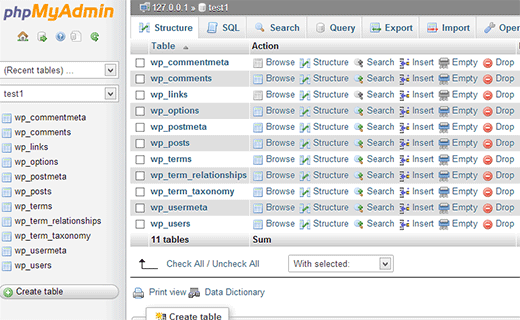 phpMyAdmin
(Recent tables) ...
test1
wp_commentmeta
wp_comments
wp_links
wp_options
wp_postmeta
wp_posts
wp_terms
wp_term_relationships
wp_term_taxonomy
wp_usermeta
wp_users
Create table
127.0.0.1 » test1
Structure SQL Search Query Export Import Oper
Table Action
wp_commentmeta Browse Structure Search Insert Empty Drop
wp_comments Browse Structure Search Insert Empty Drop
wp_links Browse Structure Search Insert Empty Drop
wp_options Browse Structure Search Insert Empty Drop
wp_postmeta Browse Structure Search Insert Empty Drop
wp_posts Browse Structure Search Insert Empty Drop
wp_terms Browse Structure Search Insert Empty Drop
wp_term_relationships Browse Structure Search Insert Empty Drop
wp_term_taxonomy Browse Structure Search Insert Empty Drop
wp_usermeta Browse Structure Search Insert Empty Drop
wp_users Browse Structure Search Insert Empty Drop
11 tables Sum
Check All / Uncheck All With selected:
Print view Data Dictionary
Create table